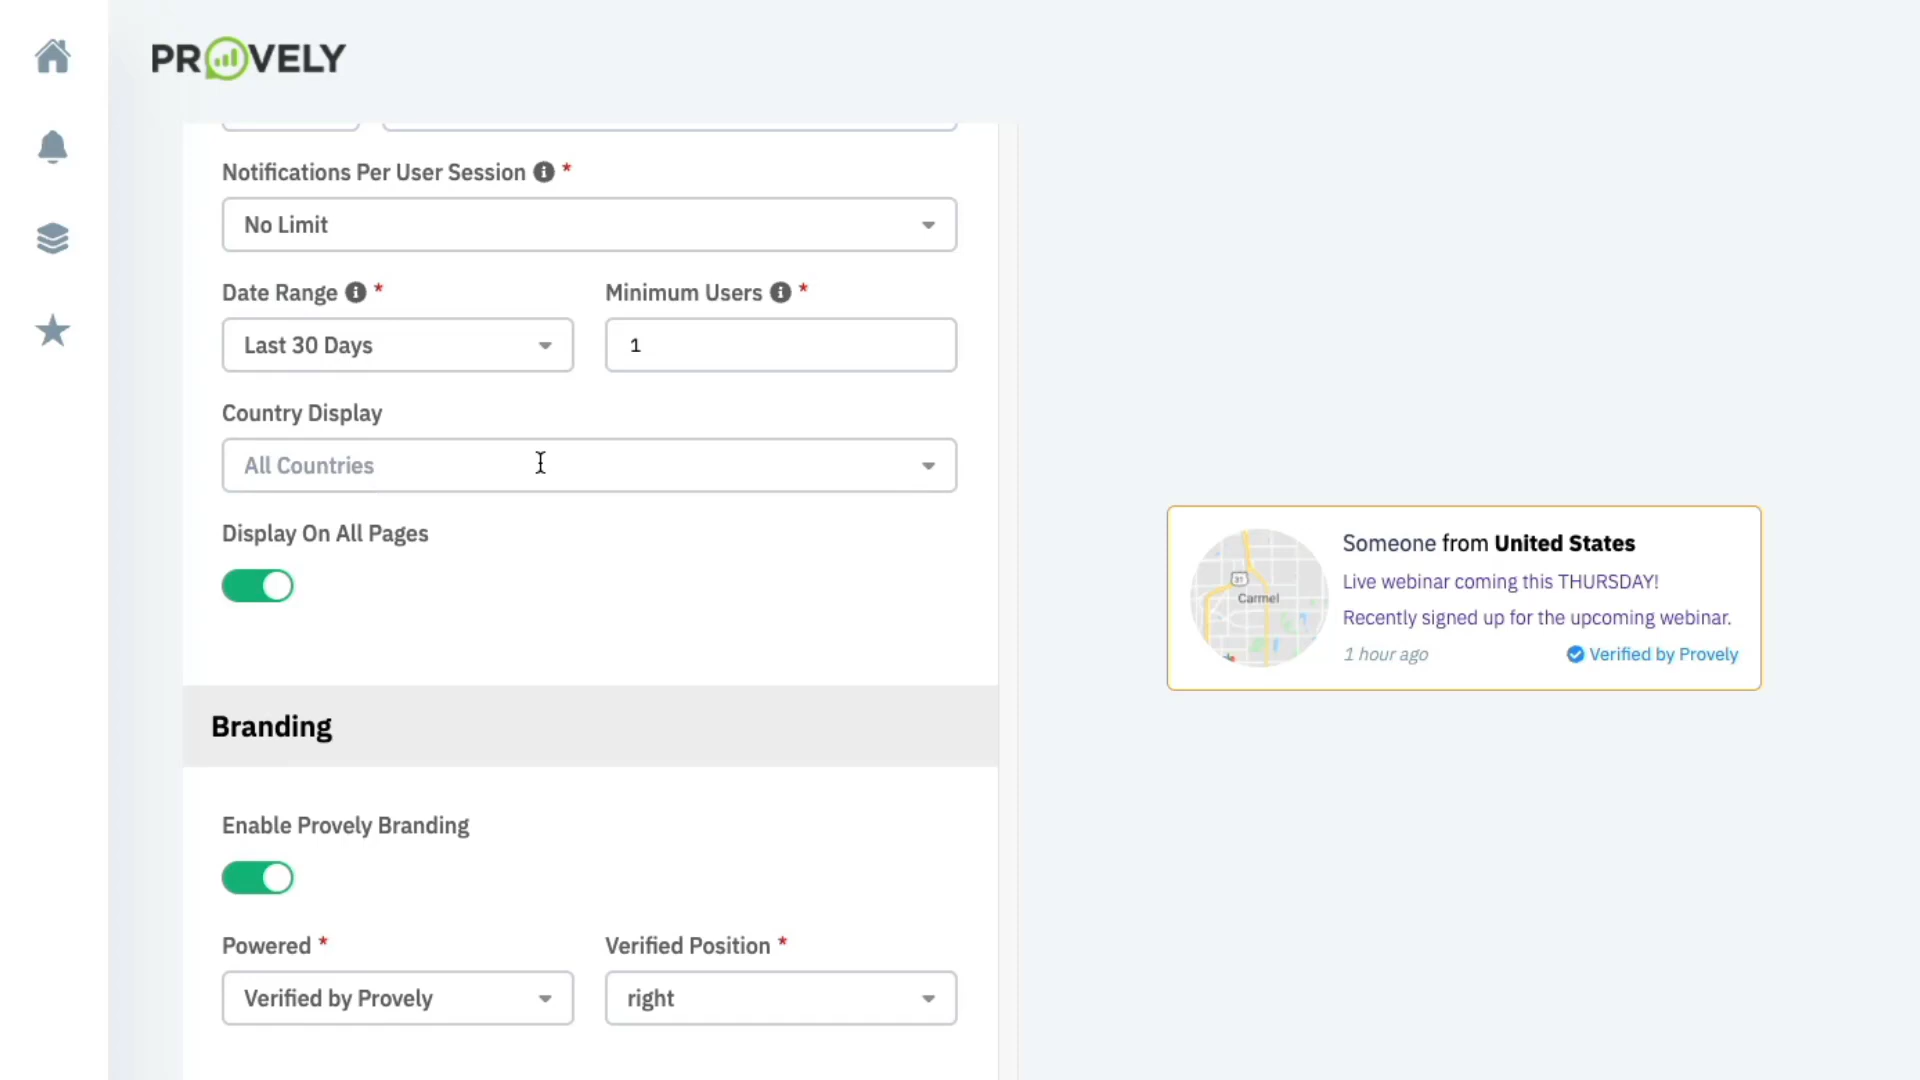 PROVELY
Notifications Per User Session *
No Limit
Date Range * Minimum Users *
Last 30 Days 1
Country Display
All Countries
Display On All Pages
Someone from United States
Live webinar coming this THURSDAY!
Recently signed up for the upcoming webinar.
1 hour ago Verified by Provely
31
Carmel
Branding
Enable Provely Branding
Powered * Verified Position *
Verified by Provely right